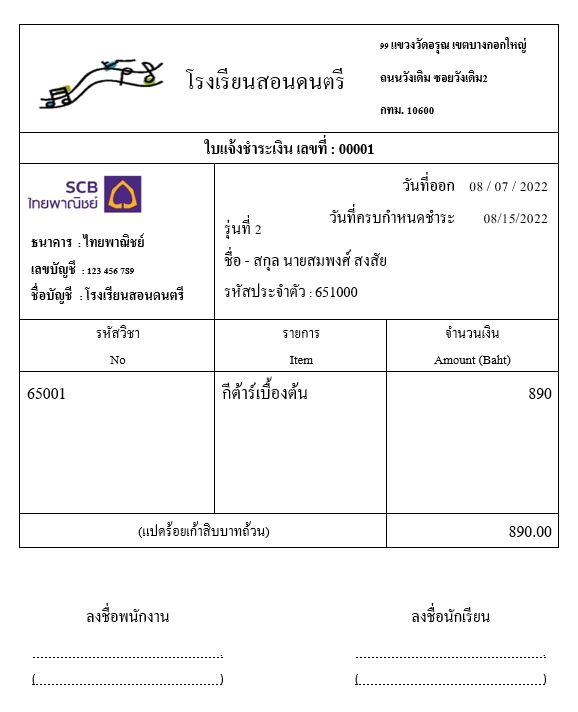 โรงเรียนสอนดนตรี
99 แขวงวัดอรุณ เขตบางกอกใหญ่
ถนนวังเดิม ซอยวังเดิม2
กทม. 10600
ใบแจ้งชำระเงิน เลขที่ : 00001
SCB
ไทยพาณิชย์
ธนาคาร : ไทยพาณิชย์
เลขบัญชี : 123 456 789
ชื่อบัญชี : โรงเรียนสอนดนตรี
วันที่ออก 08 / 07 / 2022
วันที่ครบกำหนดชำระ 08/15/2022
รุ่นที่ 2
ชื่อ - สกุล นายสมพงศ์ สงสัย
รหัสประจำตัว : 651000
รหัสวิชา รายการ จำนวนเงิน
No Item Amount (Baht)
65001 กีต้าร์เบื้องต้น 890
(แปดร้อยเก้าสิบบาทถ้วน) 890.00
ลงชื่อพนักงาน ลงชื่อนักเรียน
(................................................) (................................................)